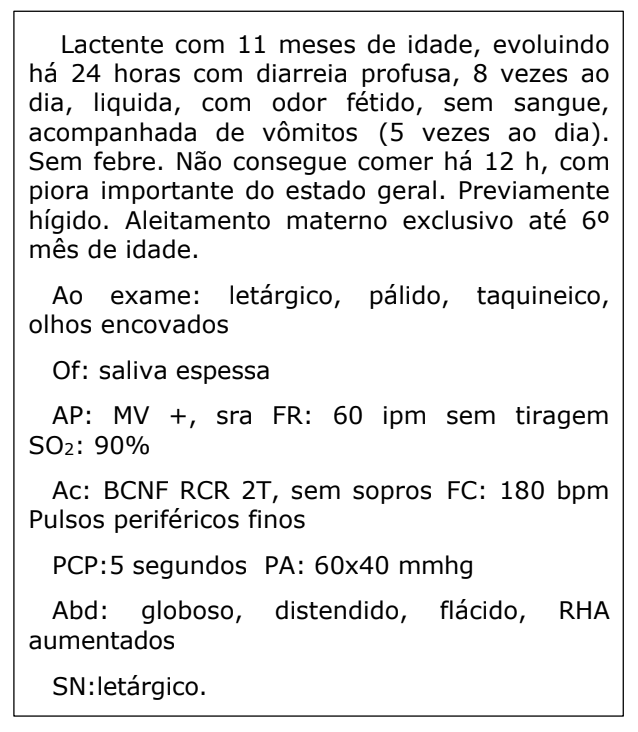 Lactente com 11 meses de idade, evoluindo
há 24 horas com diarreia profusa, 8 vezes ao
dia, liquida, com odor fétido, sem sangue,
acompanhada de vômitos (5 vezes ao dia).
Sem febre. Não consegue comer há 12 h, com
piora importante do estado geral. Previamente
hígido. Aleitamento materno exclusivo até 6º
mês de idade.
Ao exame: letárgico, pálido, taquineico,
olhos encovados
Of: saliva espessa
AP: MV +, sra FR: 60 ipm sem tiragem
SO2: 90%
Ac: BCNF RCR 2T, sem sopros FC: 180 bpm
Pulsos periféricos finos
PCP:5 segundos PA: 60x40 mmhg
Abd: globoso, distendido, flácido, RHA
aumentados
SN:letárgico.